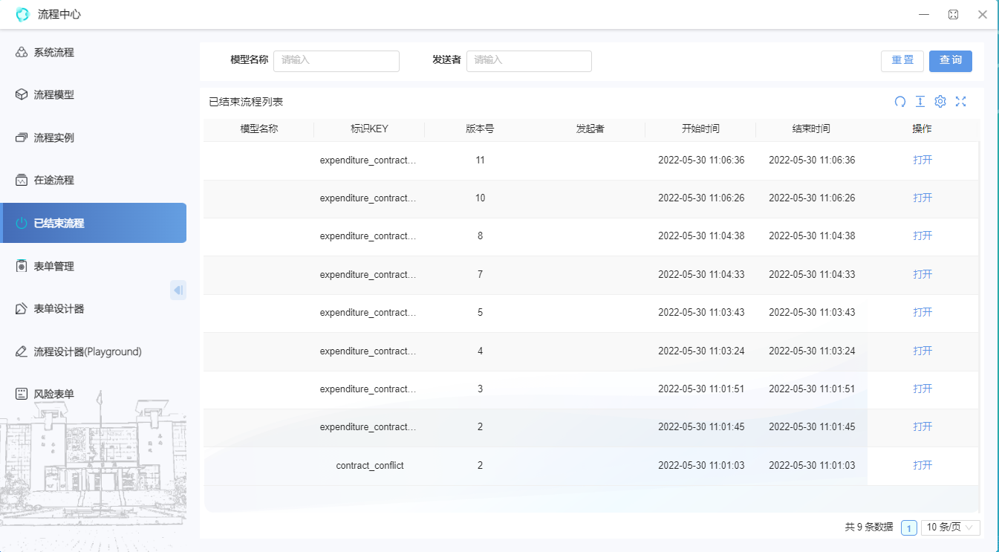 流程中心
系统流程
流程模型
流程实例
在途流程
已结束流程
表单管理
表单设计器
流程设计器(Playground)
风险表单
模型名称 请输入 发送者 请输入 重置 查询
已结束流程列表
模型名称 标识KEY 版本号 发起者 开始时间 结束时间 操作
expenditure_contract... 11 2022-05-30 11:06:36 2022-05-30 11:06:36 打开
expenditure_contract... 10 2022-05-30 11:06:26 2022-05-30 11:06:26 打开
expenditure_contract... 8 2022-05-30 11:04:38 2022-05-30 11:04:38 打开
expenditure_contract... 7 2022-05-30 11:04:33 2022-05-30 11:04:33 打开
expenditure_contract... 5 2022-05-30 11:03:43 2022-05-30 11:03:43 打开
expenditure_contract... 4 2022-05-30 11:03:24 2022-05-30 11:03:24 打开
expenditure_contract... 3 2022-05-30 11:01:51 2022-05-30 11:01:51 打开
expenditure_contract... 2 2022-05-30 11:01:45 2022-05-30 11:01:45 打开
contract_conflict 2 2022-05-30 11:01:03 2022-05-30 11:01:03 打开
共 9 条数据 1 10 条/页